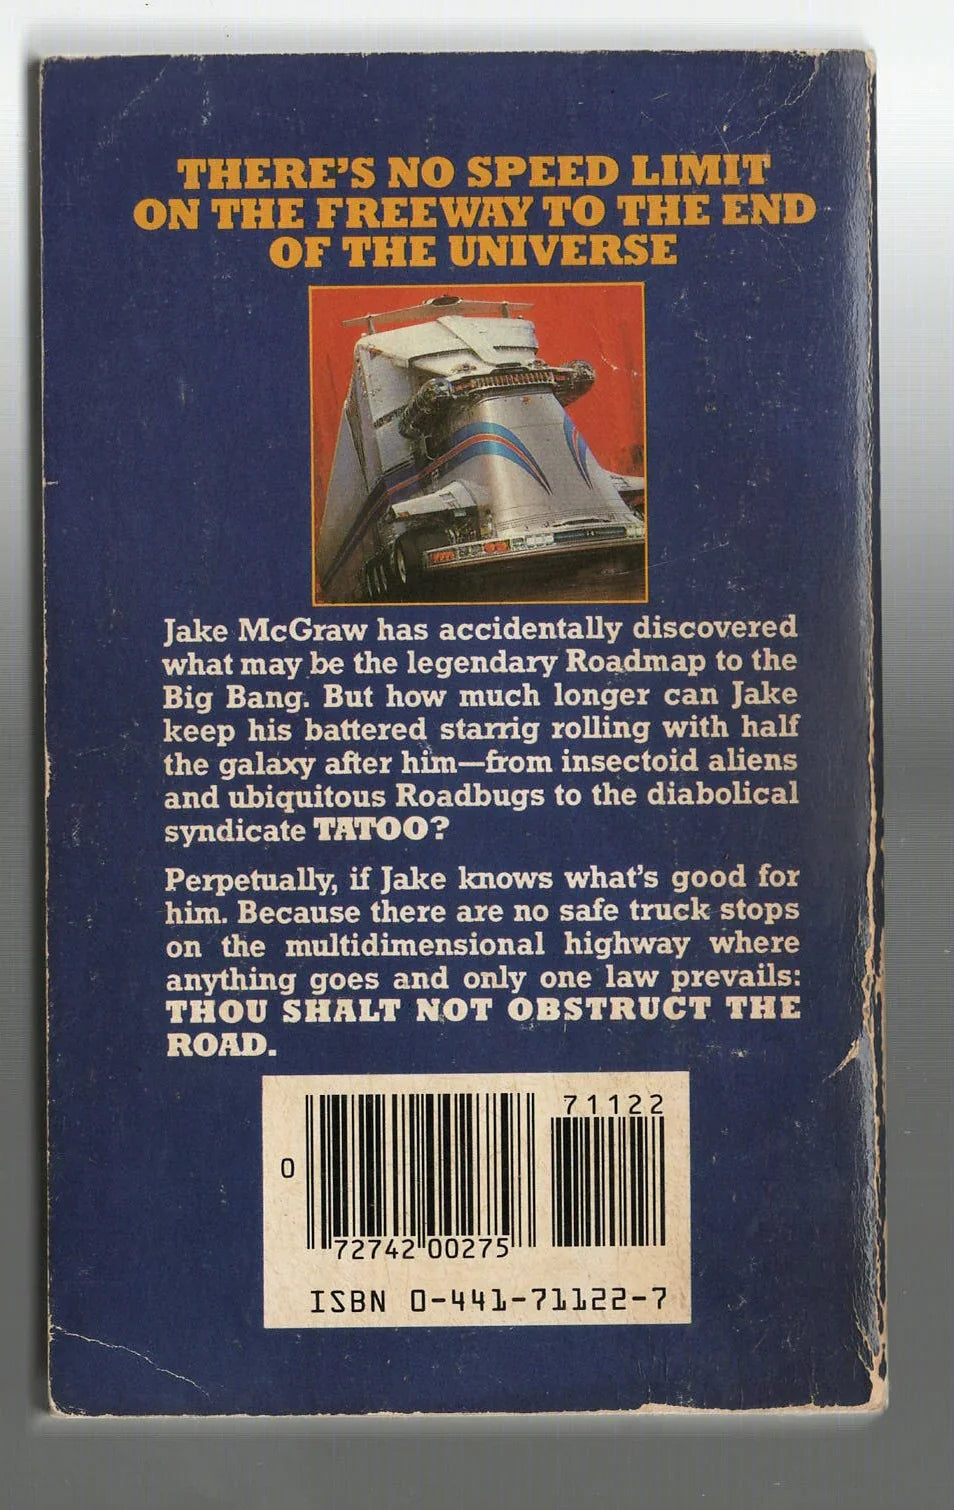 THERE'S NO SPEED LIMIT
ON THE FREEWAY TO THE END
OF THE UNIVERSE
Jake McGraw has accidentally discovered
what may be the legendary Roadmap to the
Big Bang. But how much longer can Jake
keep his battered starrig rolling with half
the galaxy after him—from insectoid aliens
and ubiquitous Roadbugs to the diabolical
syndicate TATOO?
Perpetually, if Jake knows what's good for
him. Because there are no safe truck stops
on the multidimensional highway where
anything goes and only one law prevails:
THOU SHALT NOT OBSTRUCT THE
ROAD.
71122
0
72742 00275
ISBN 0-441-71122-7